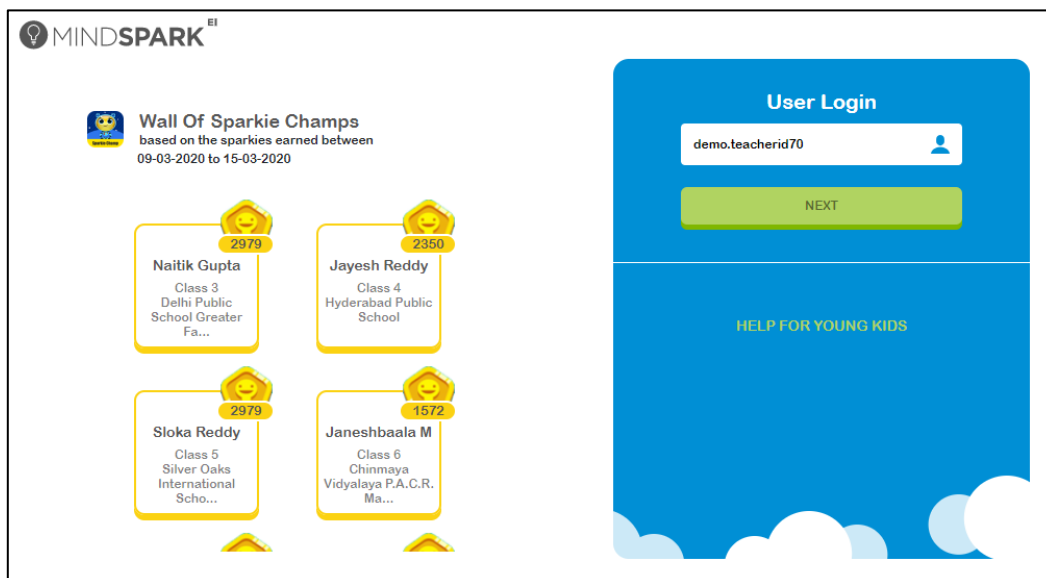 MINDSPARK EI
Wall Of Sparkie Champs
based on the sparkies earned between
09-03-2020 to 15-03-2020
2979
Naitik Gupta
Class 3
Delhi Public
School Greater
Fa...
2350
Jayesh Reddy
Class 4
Hyderabad Public
School
2979
Sloka Reddy
Class 5
Silver Oaks
International
Scho...
1572
Janeshbaala M
Class 6
Chinmaya
Vidyalaya P.A.C.R.
Ma...
User Login
demo.teacherid70
NEXT
HELP FOR YOUNG KIDS